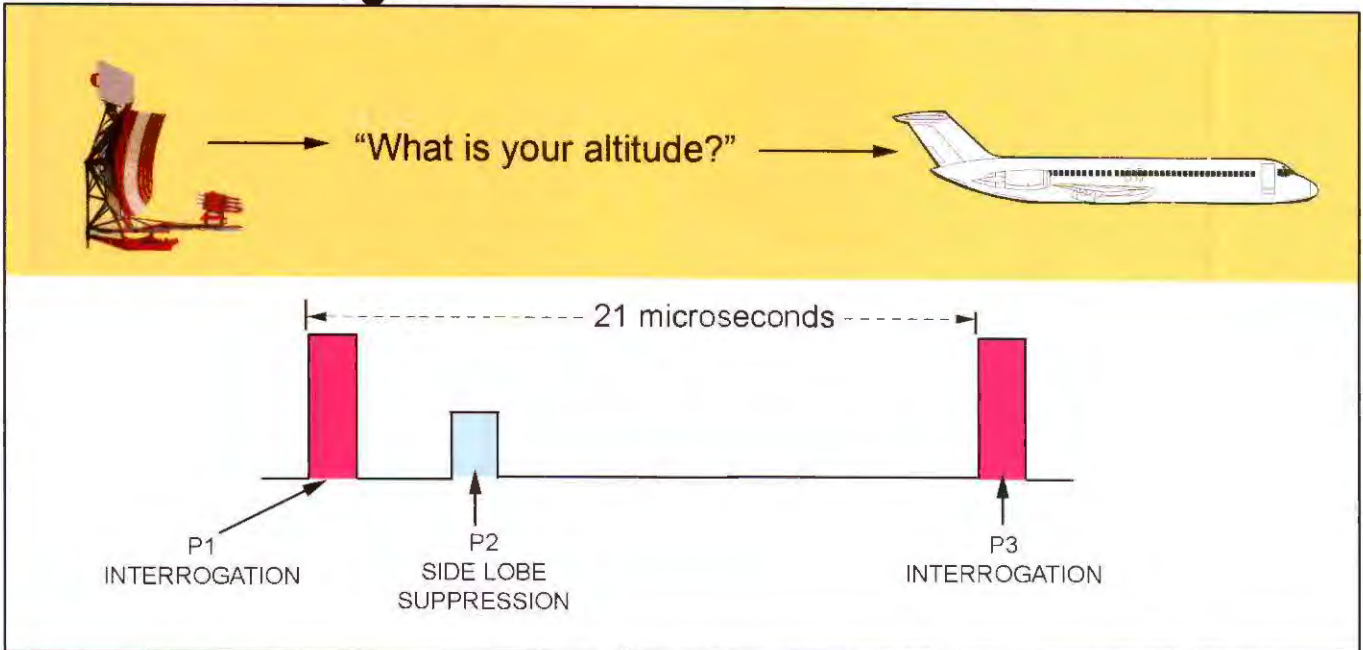 “What is your altitude?”
21 microseconds
P1
INTERROGATION
P2
SIDE LOBE
SUPPRESSION
P3
INTERROGATION